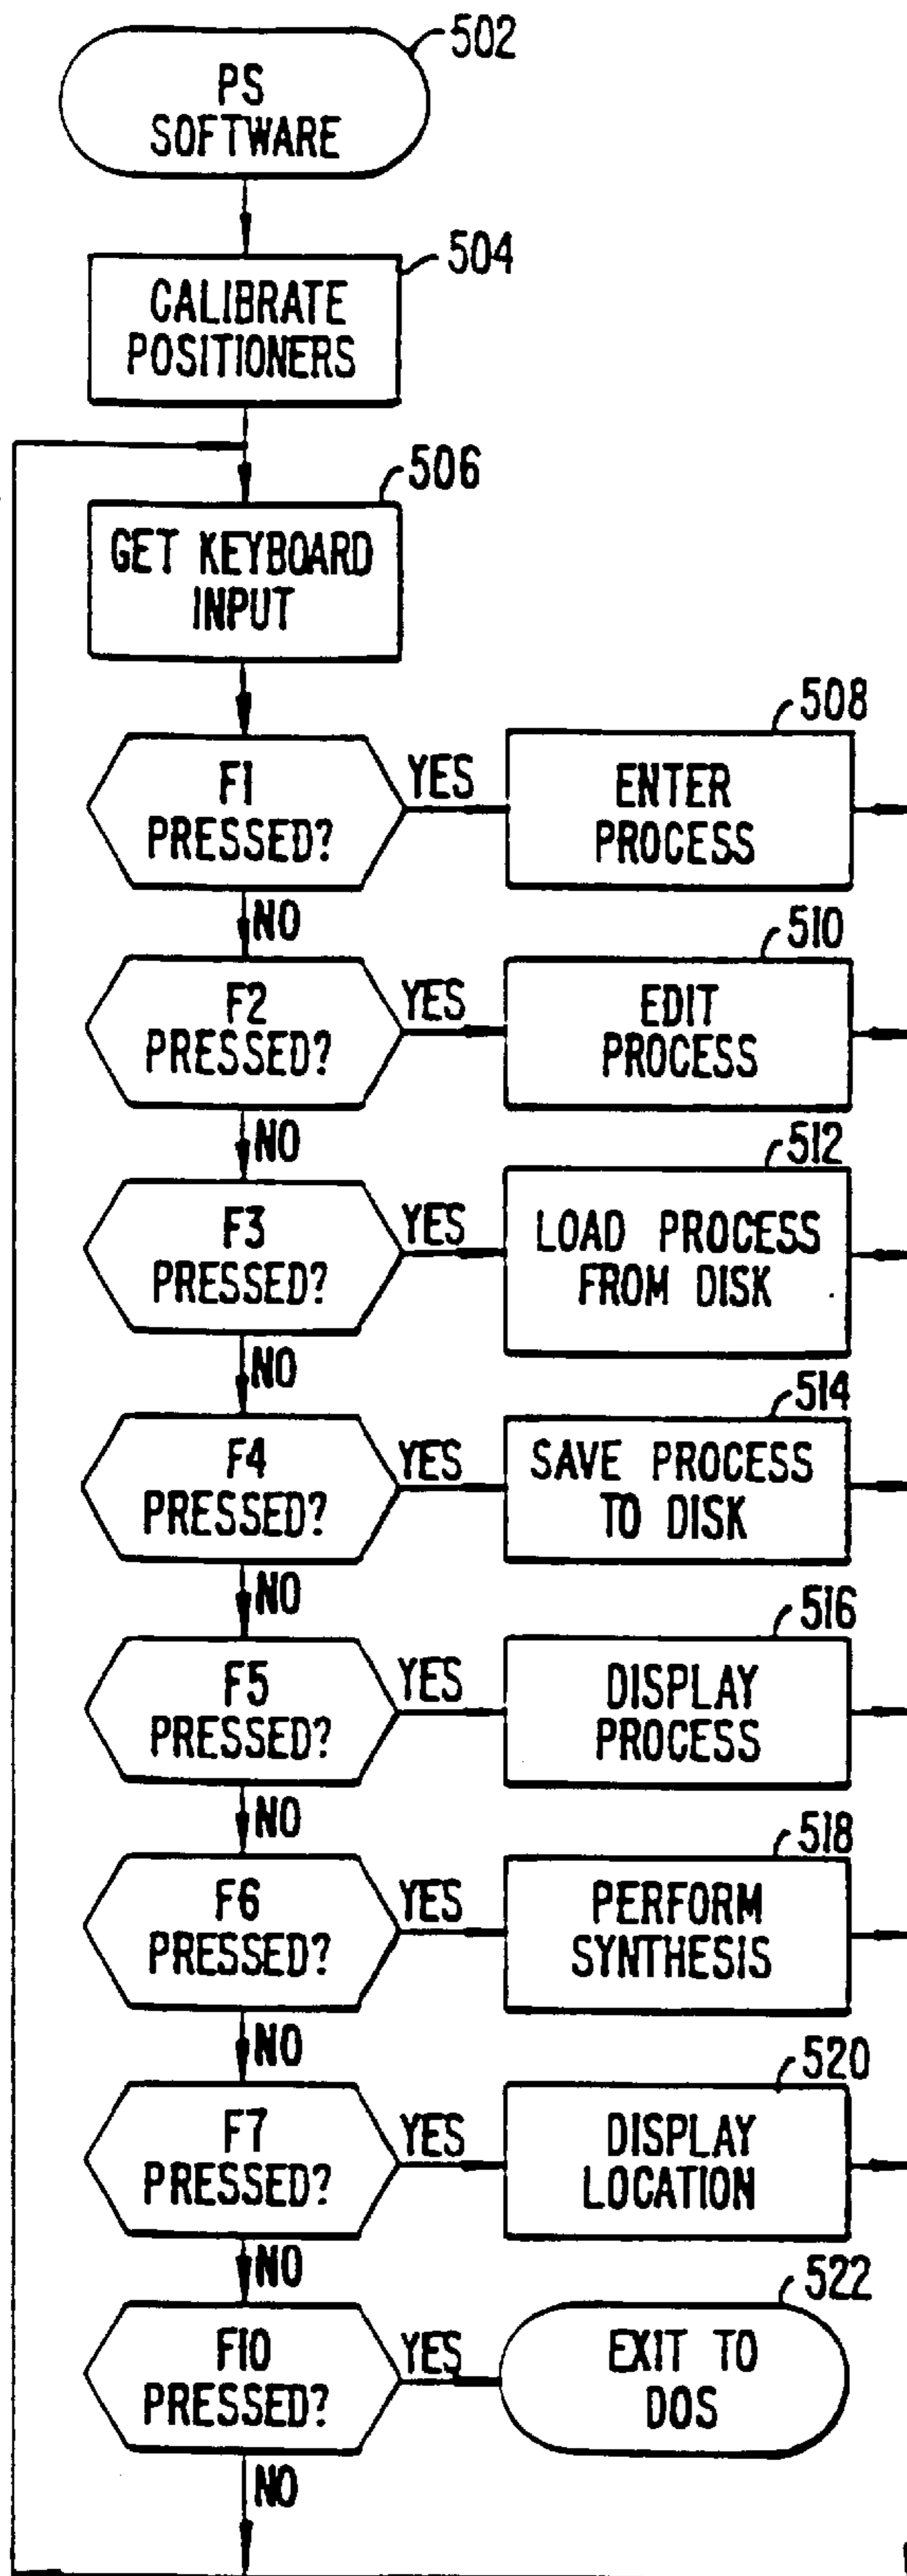 502
PS
SOFTWARE
504
CALIBRATE
POSITIONERS
506
GET KEYBOARD
INPUT
508
F1
PRESSED?
YES
ENTER
PROCESS
NO
510
F2
PRESSED?
YES
EDIT
PROCESS
NO
512
F3
PRESSED?
YES
LOAD PROCESS
FROM DISK
NO
514
F4
PRESSED?
YES
SAVE PROCESS
TO DISK
NO
516
F5
PRESSED?
YES
DISPLAY
PROCESS
NO
518
F6
PRESSED?
YES
PERFORM
SYNTHESIS
NO
520
F7
PRESSED?
YES
DISPLAY
LOCATION
NO
522
F10
PRESSED?
YES
EXIT TO
DOS
NO